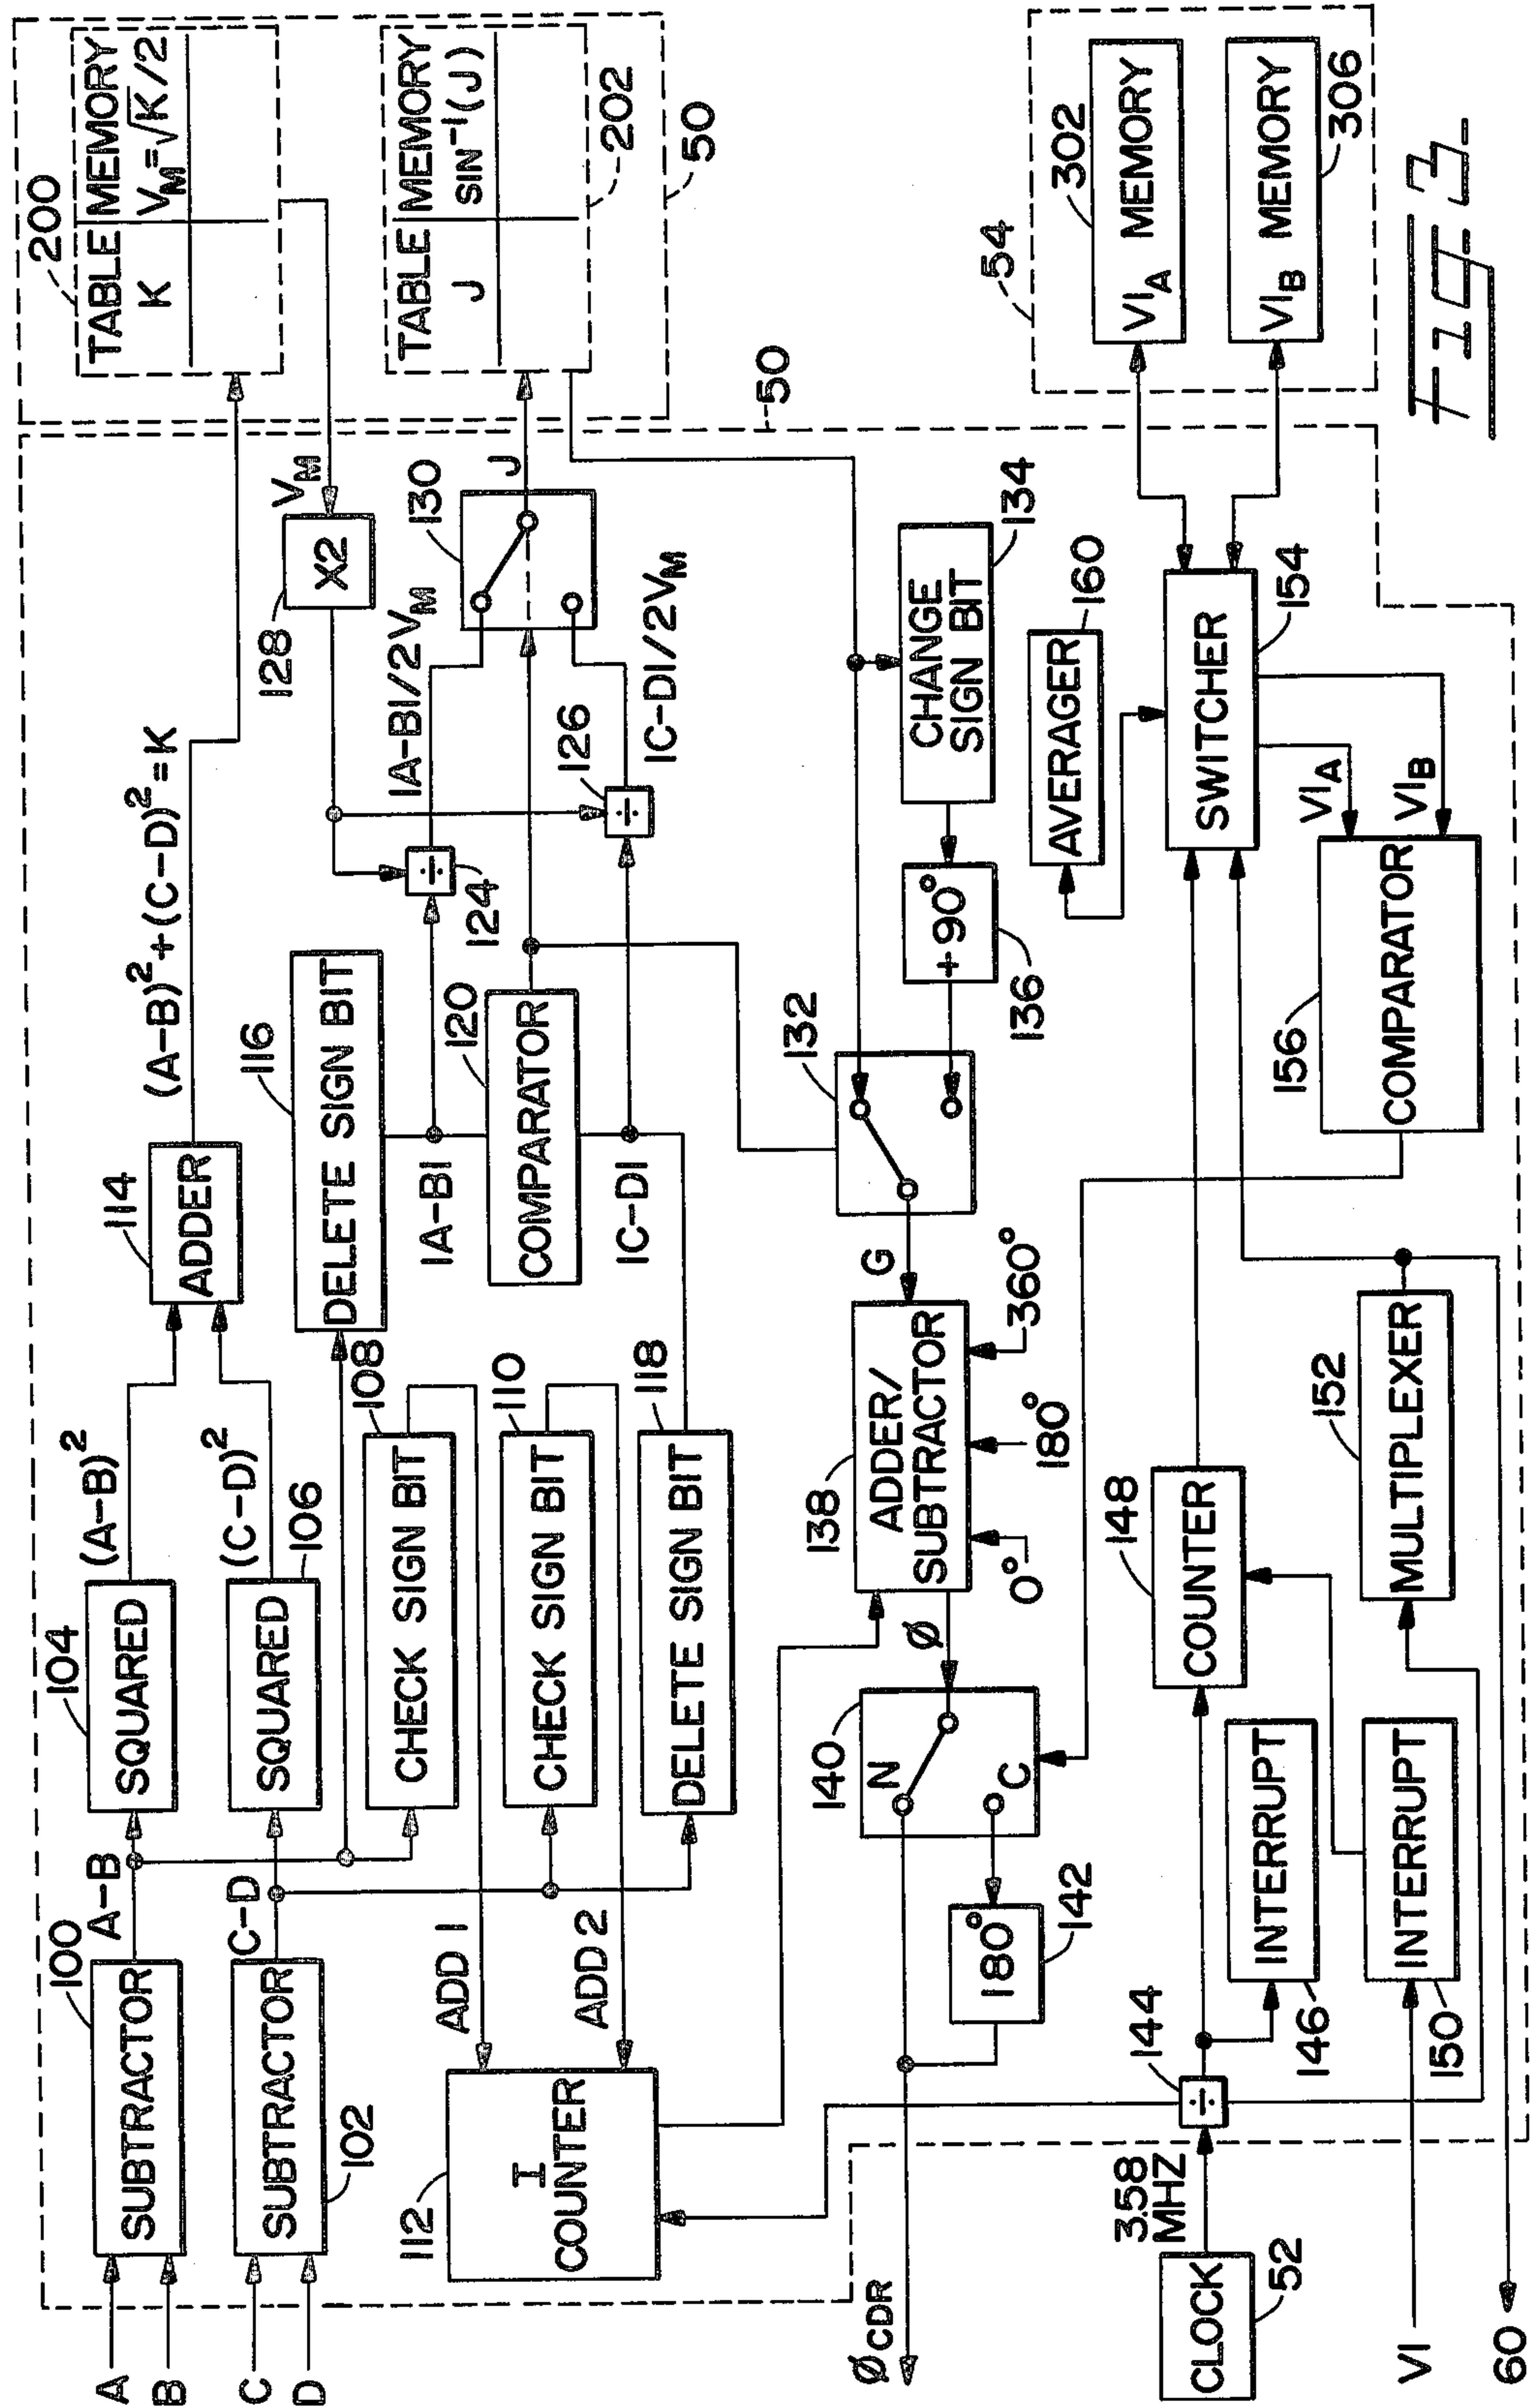 A
B
C
D
SUBTRACTOR
100
A-B
SUBTRACTOR
102
C-D
SQUARED
104
(A-B)²
SQUARED
106
(C-D)²
ADDER
114
(A-B)²+(C-D)²=K
200
TABLE MEMORY
K
V_M=√K/2
TABLE MEMORY
J
SIN⁻¹(J)
202
50
50
CHECK SIGN BIT
108
CHECK SIGN BIT
110
DELETE SIGN BIT
118
DELETE SIGN BIT
116
|A-B|
COMPARATOR
120
|C-D|
÷
124
÷
126
X2
128
V_M
|A-B|/2V_M
|C-D|/2V_M
130
J
ADD 1
ADD 2
I
COUNTER
112
CHANGE
SIGN BIT
134
+90°
136
132
G
ADDER/
SUBTRACTOR
138
0°
180°
360°
Ø
140
N
C
180°
142
Ø_CDR
CLOCK
52
3.58
MHZ
÷
144
INTERRUPT
146
INTERRUPT
150
VI
60
COUNTER
148
MULTIPLEXER
152
AVERAGER
160
SWITCHER
154
COMPARATOR
156
VI_A
VI_B
54
VI_A MEMORY
302
VI_B MEMORY
306
FIG. 3.